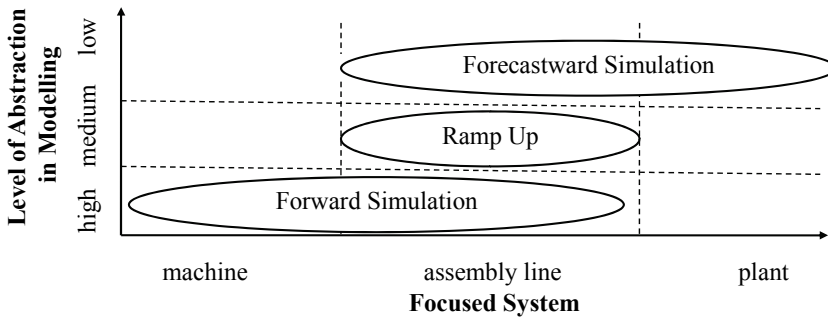 Level of Abstraction
in Modelling
low
medium
high
Forecastward Simulation
Ramp Up
Forward Simulation
machine
assembly line
plant
Focused System